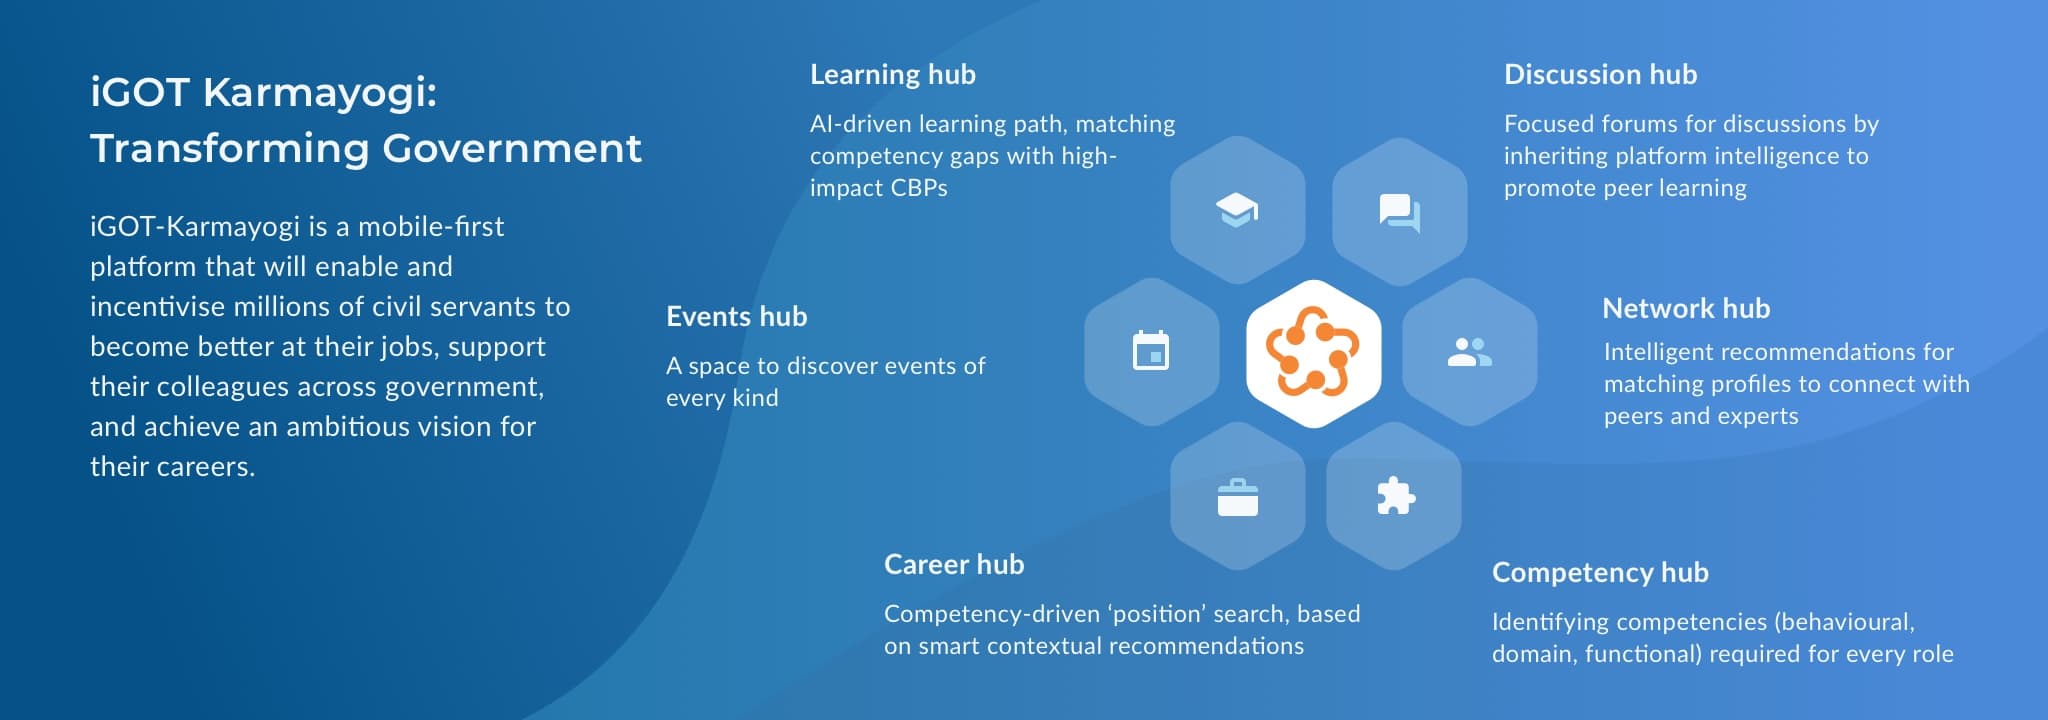 iGOT Karmayogi:
Transforming Government
iGOT-Karmayogi is a mobile-first
platform that will enable and
incentivise millions of civil servants to
become better at their jobs, support
their colleagues across government,
and achieve an ambitious vision for
their careers.
Learning hub
AI-driven learning path, matching
competency gaps with high-
impact CBPs
Discussion hub
Focused forums for discussions by
inheriting platform intelligence to
promote peer learning
Events hub
A space to discover events of
every kind
Network hub
Intelligent recommendations for
matching profiles to connect with
peers and experts
Career hub
Competency-driven ‘position’ search, based
on smart contextual recommendations
Competency hub
Identifying competencies (behavioural,
domain, functional) required for every role